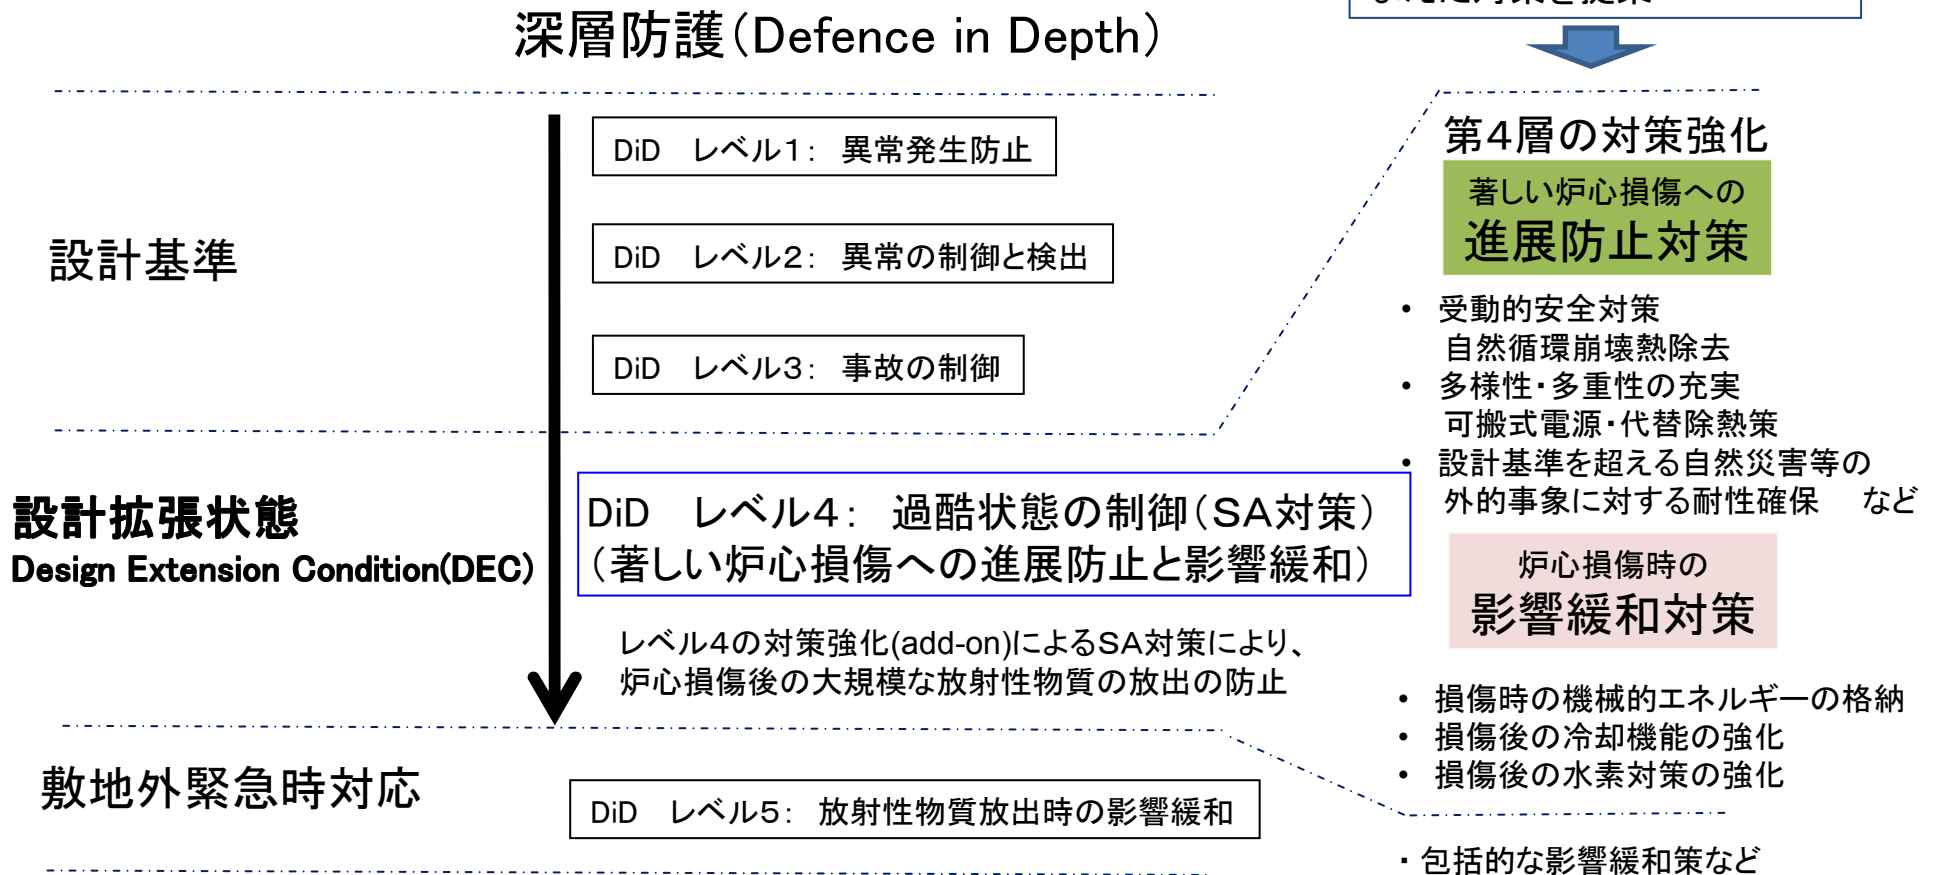 深層防護(Defence in Depth)
DiD レベル1: 異常発生防止
設計基準
DiD レベル2: 異常の制御と検出
DiD レベル3: 事故の制御
設計拡張状態
Design Extension Condition(DEC)
DiD レベル4: 過酷状態の制御(SA対策)
(著しい炉心損傷への進展防止と影響緩和)
レベル4の対策強化(add-on)によるSA対策により、
炉心損傷後の大規模な放射性物質の放出の防止
敷地外緊急時対応
DiD レベル5: 放射性物質放出時の影響緩和
第4層の対策強化
著しい炉心損傷への
進展防止対策
• 受動的安全対策
自然循環崩壊熱除去
• 多様性・多重性の充実
可搬式電源・代替除熱策
• 設計基準を超える自然災害等の
外的事象に対する耐性確保 など
炉心損傷時の
影響緩和対策
• 損傷時の機械的エネルギーの格納
• 損傷後の冷却機能の強化
• 損傷後の水素対策の強化
・包括的な影響緩和策など